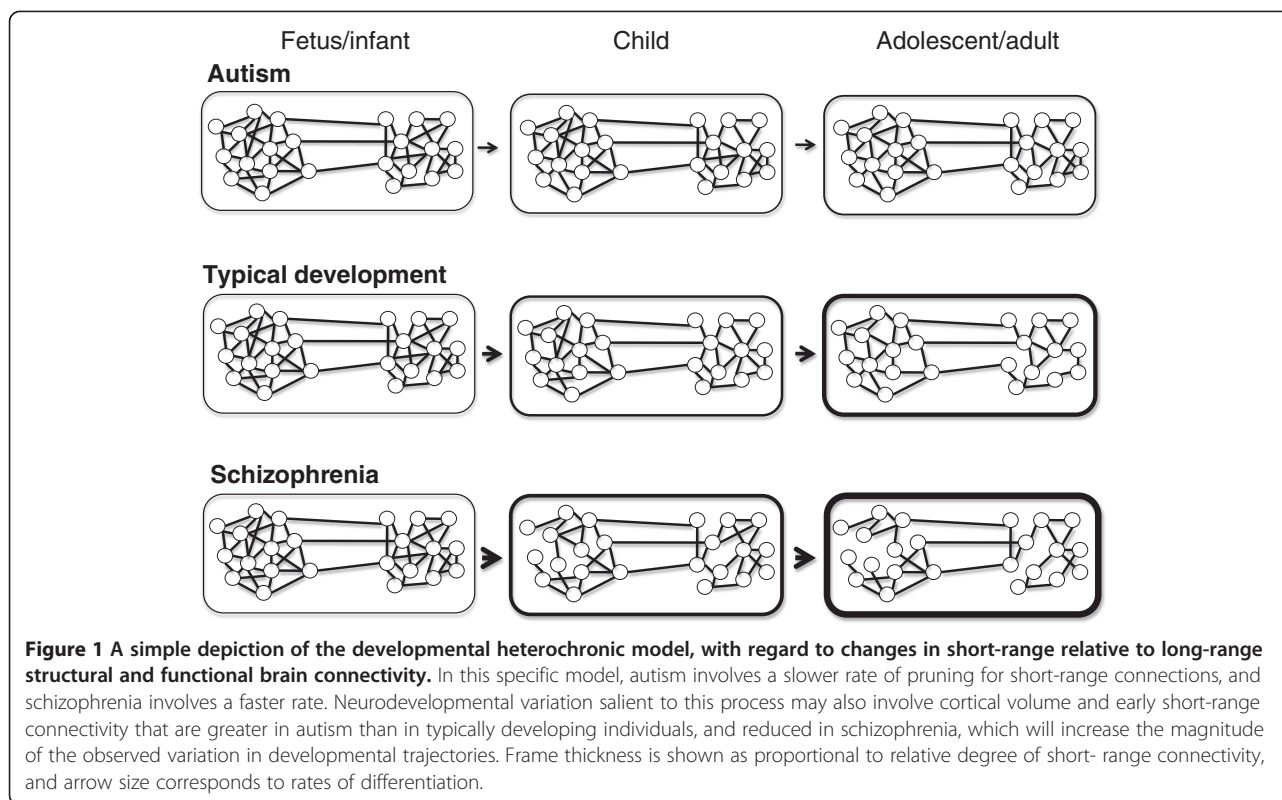 Fetus/infant Child Adolescent/adult
Autism
Typical development
Schizophrenia
Figure 1 A simple depiction of the developmental heterochronic model, with regard to changes in short-range relative to long-range
structural and functional brain connectivity. In this specific model, autism involves a slower rate of pruning for short-range connections, and
schizophrenia involves a faster rate. Neurodevelopmental variation salient to this process may also involve cortical volume and early short-range
connectivity that are greater in autism than in typically developing individuals, and reduced in schizophrenia, which will increase the magnitude
of the observed variation in developmental trajectories. Frame thickness is shown as proportional to relative degree of short- range connectivity,
and arrow size corresponds to rates of differentiation.